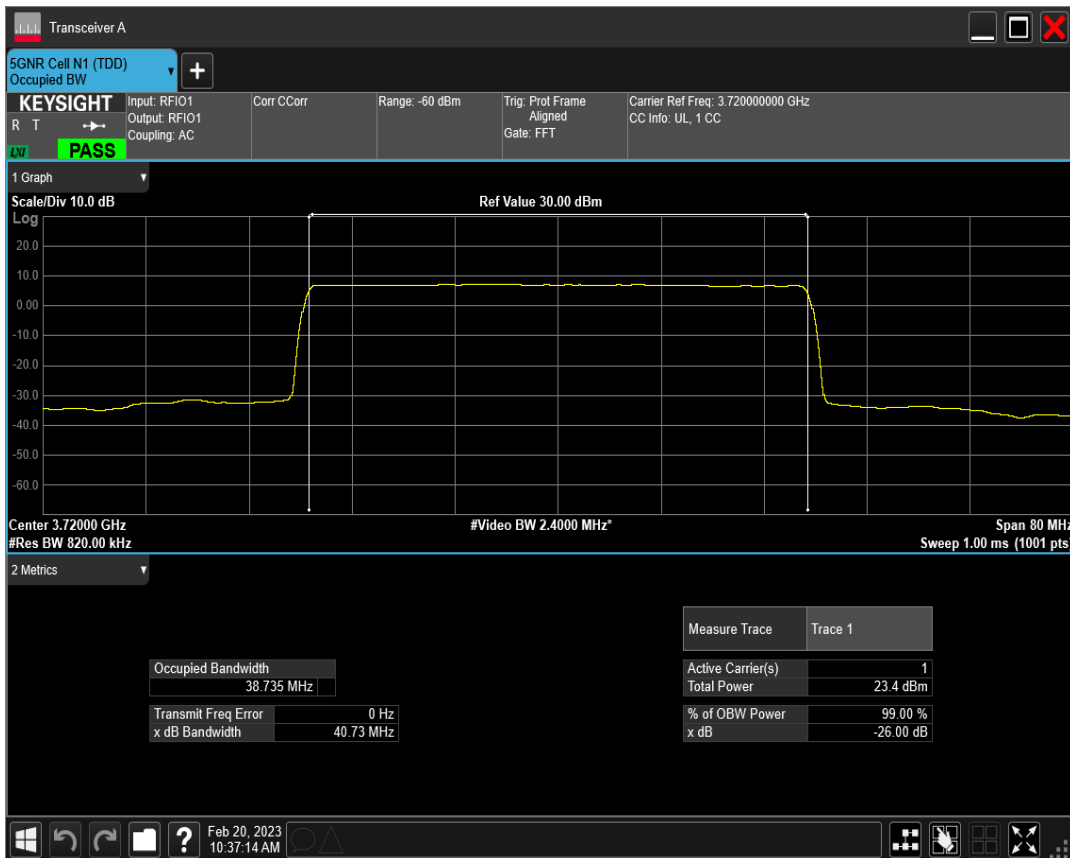 Transceiver A
5GNR Cell N1 (TDD)
Occupied BW
+
KEYSIGHT
R T
LXI
PASS
Input: RFIO1
Output: RFIO1
Coupling: AC
Corr CCorr
Range: -60 dBm
Trig: Prot Frame
Aligned
Gate: FFT
Carrier Ref Freq: 3.720000000 GHz
CC Info: UL, 1 CC
1 Graph
Scale/Div 10.0 dB
Ref Value 30.00 dBm
Log
20.0
10.0
0.00
-10.0
-20.0
-30.0
-40.0
-50.0
-60.0
Center 3.72000 GHz
#Video BW 2.4000 MHz*
Span 80 MHz
#Res BW 820.00 kHz
Sweep 1.00 ms (1001 pts)
2 Metrics
Measure Trace Trace 1
Occupied Bandwidth
38.735 MHz
Active Carrier(s) 1
Total Power 23.4 dBm
Transmit Freq Error 0 Hz
x dB Bandwidth 40.73 MHz
% of OBW Power 99.00 %
x dB -26.00 dB
?
Feb 20, 2023
10:37:14 AM